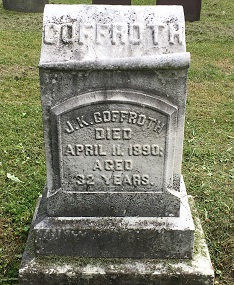 COFFROTH
J.K. COFFROTH
DIED
APRIL 11. 1890.
AGED
32 YEARS.